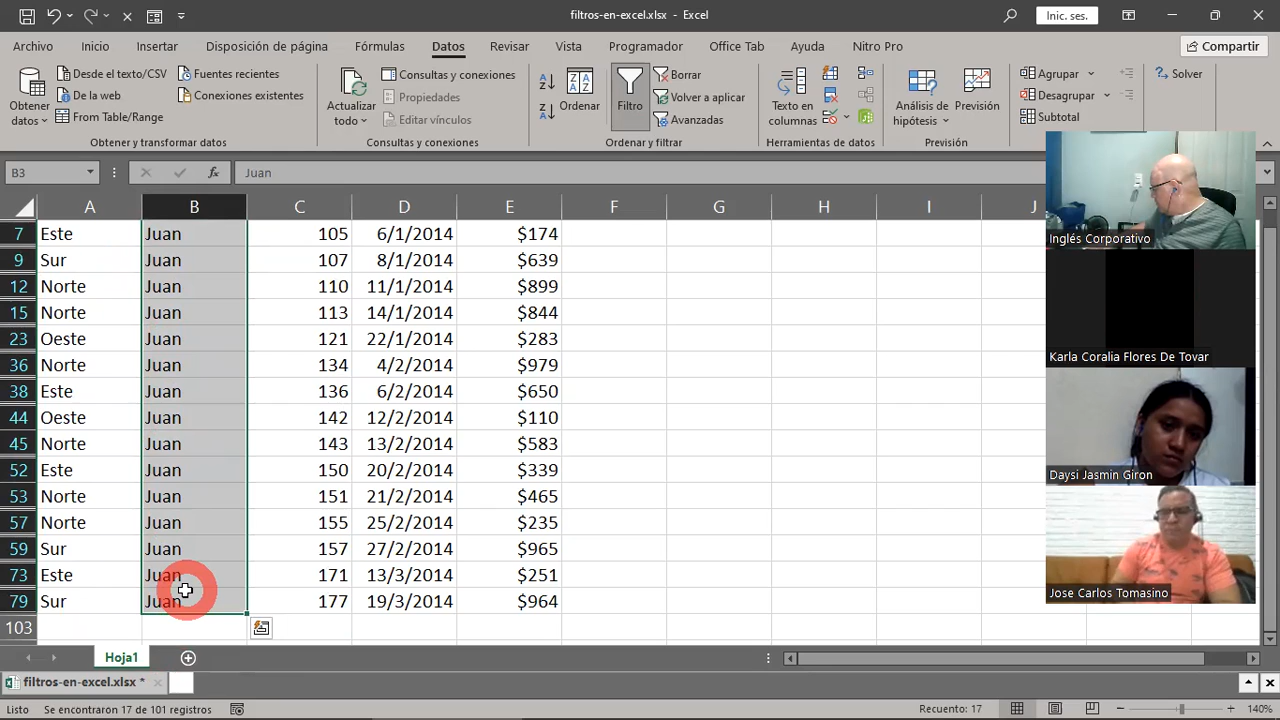 filtros-en-excel.xlsx - Excel
Inic. ses.
Archivo Inicio Insertar Disposición de página Fórmulas Datos Revisar Vista Programador Office Tab Ayuda Nitro Pro
Compartir
Obtener datos
Desde el texto/CSV
De la web
From Table/Range
Fuentes recientes
Conexiones existentes
Obtener y transformar datos
Actualizar todo
Consultas y conexiones
Propiedades
Editar vínculos
Consultas y conexiones
Ordenar
Filtro
Borrar
Volver a aplicar
Avanzadas
Ordenar y filtrar
Texto en columnas
Herramientas de datos
Análisis de hipótesis
Previsión
Previsión
Agrupar
Desagrupar
Subtotal
Solver
B3
fx
Juan
A B C D E F G H I J
7 Este Juan 105 6/1/2014 $174
9 Sur Juan 107 8/1/2014 $639
12 Norte Juan 110 11/1/2014 $899
15 Norte Juan 113 14/1/2014 $844
23 Oeste Juan 121 22/1/2014 $283
36 Norte Juan 134 4/2/2014 $979
38 Este Juan 136 6/2/2014 $650
44 Oeste Juan 142 12/2/2014 $110
45 Norte Juan 143 13/2/2014 $583
52 Este Juan 150 20/2/2014 $339
53 Norte Juan 151 21/2/2014 $465
57 Norte Juan 155 25/2/2014 $235
59 Sur Juan 157 27/2/2014 $965
73 Este Juan 171 13/3/2014 $251
79 Sur Juan 177 19/3/2014 $964
103
Inglés Corporativo
Karla Coralia Flores De Tovar
Daysi Jasmin Giron
Jose Carlos Tomasino
Hoja1
filtros-en-excel.xlsx *
Listo Se encontraron 17 de 101 registros Recuento: 17 140%